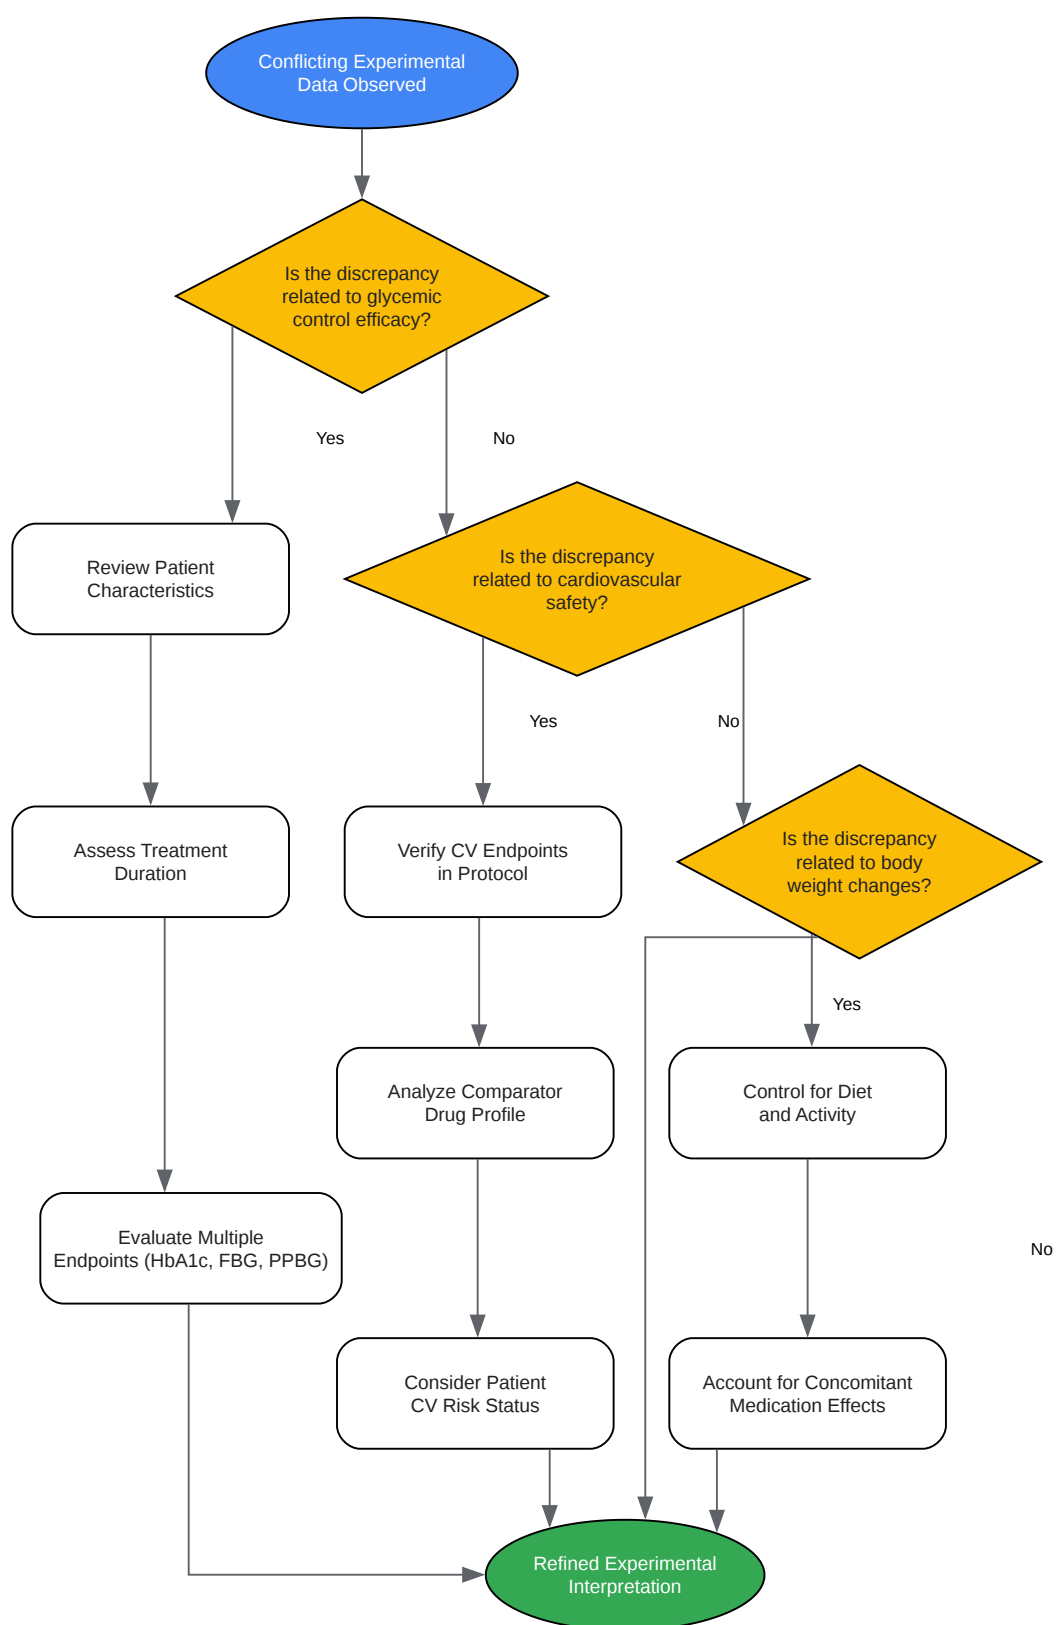 Conflicting Experimental
Data Observed
Is the discrepancy
related to glycemic
control efficacy?
Yes
No
Is the discrepancy
related to cardiovascular
safety?
Review Patient
Characteristics
Yes
No
Assess Treatment
Duration
Verify CV Endpoints
in Protocol
Is the discrepancy
related to body
weight changes?
Yes
Analyze Comparator
Drug Profile
Control for Diet
and Activity
Evaluate Multiple
Endpoints (HbA1c, FBG, PPBG)
No
Consider Patient
CV Risk Status
Account for Concomitant
Medication Effects
Refined Experimental
Interpretation